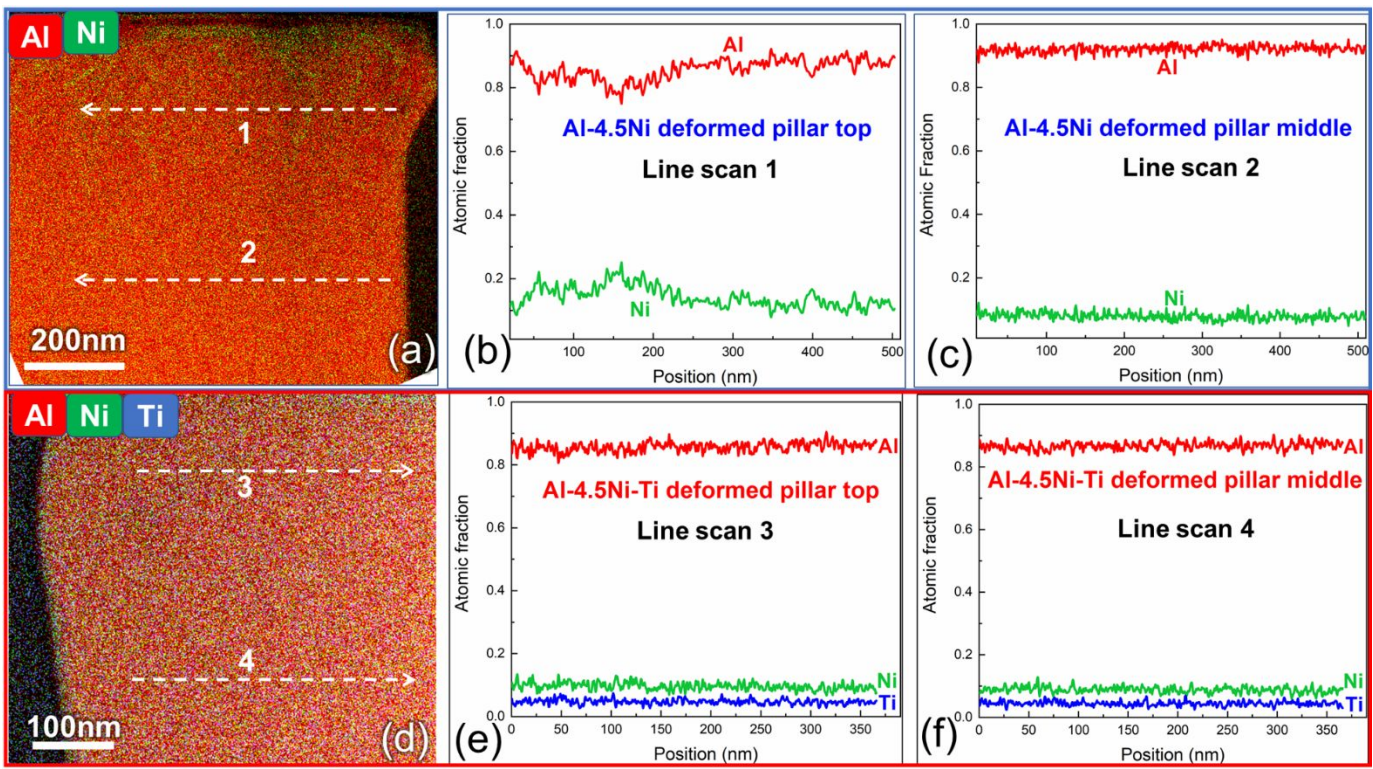 Al Ni
1
2
200nm
(a)
1.0
0.8
0.6
0.4
0.2
Atomic fraction
Al
Al-4.5Ni deformed pillar top
Line scan 1
Ni
100 200 300 400 500
Position (nm)
(b)
1.0
0.8
0.6
0.4
0.2
0.0
Atomic Fraction
Al
Al-4.5Ni deformed pillar middle
Line scan 2
Ni
100 200 300 400 500
Position (nm)
(c)
Al Ni Ti
3
4
100nm
(d)
1.0
0.8
0.6
0.4
0.2
0.0
Atomic fraction
Al
Al-4.5Ni-Ti deformed pillar top
Line scan 3
Ni
Ti
0 50 100 150 200 250 300 350
Position (nm)
(e)
1.0
0.8
0.6
0.4
0.2
0.0
Atomic fraction
Al
Al-4.5Ni-Ti deformed pillar middle
Line scan 4
Ni
Ti
0 50 100 150 200 250 300 350
Position (nm)
(f)